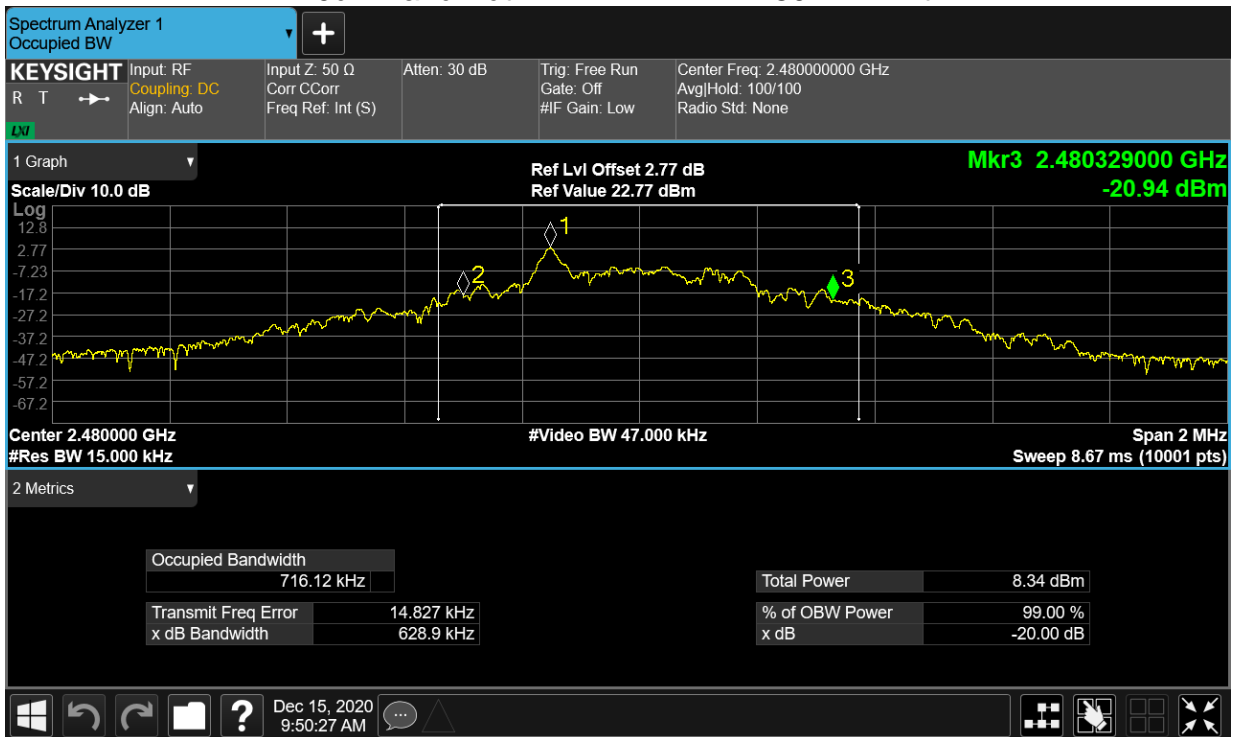 Spectrum Analyzer 1
Occupied BW
▼
+
KEYSIGHT Input: RF Input Z: 50 Ω Atten: 30 dB Trig: Free Run Center Freq: 2.480000000 GHz
R T Coupling: DC Corr CCorr Gate: Off Avg|Hold: 100/100
Align: Auto Freq Ref: Int (S) #IF Gain: Low Radio Std: None
LXI
1 Graph ▼ Ref Lvl Offset 2.77 dB Mkr3 2.480329000 GHz
Scale/Div 10.0 dB Ref Value 22.77 dBm -20.94 dBm
Log
12.8
2.77
-7.23
-17.2
-27.2
-37.2
-47.2
-57.2
-67.2
1
2
3
Center 2.480000 GHz #Video BW 47.000 kHz Span 2 MHz
#Res BW 15.000 kHz Sweep 8.67 ms (10001 pts)
2 Metrics ▼
Occupied Bandwidth
716.12 kHz Total Power 8.34 dBm
Transmit Freq Error 14.827 kHz % of OBW Power 99.00 %
x dB Bandwidth 628.9 kHz x dB -20.00 dB
? Dec 15, 2020
9:50:27 AM